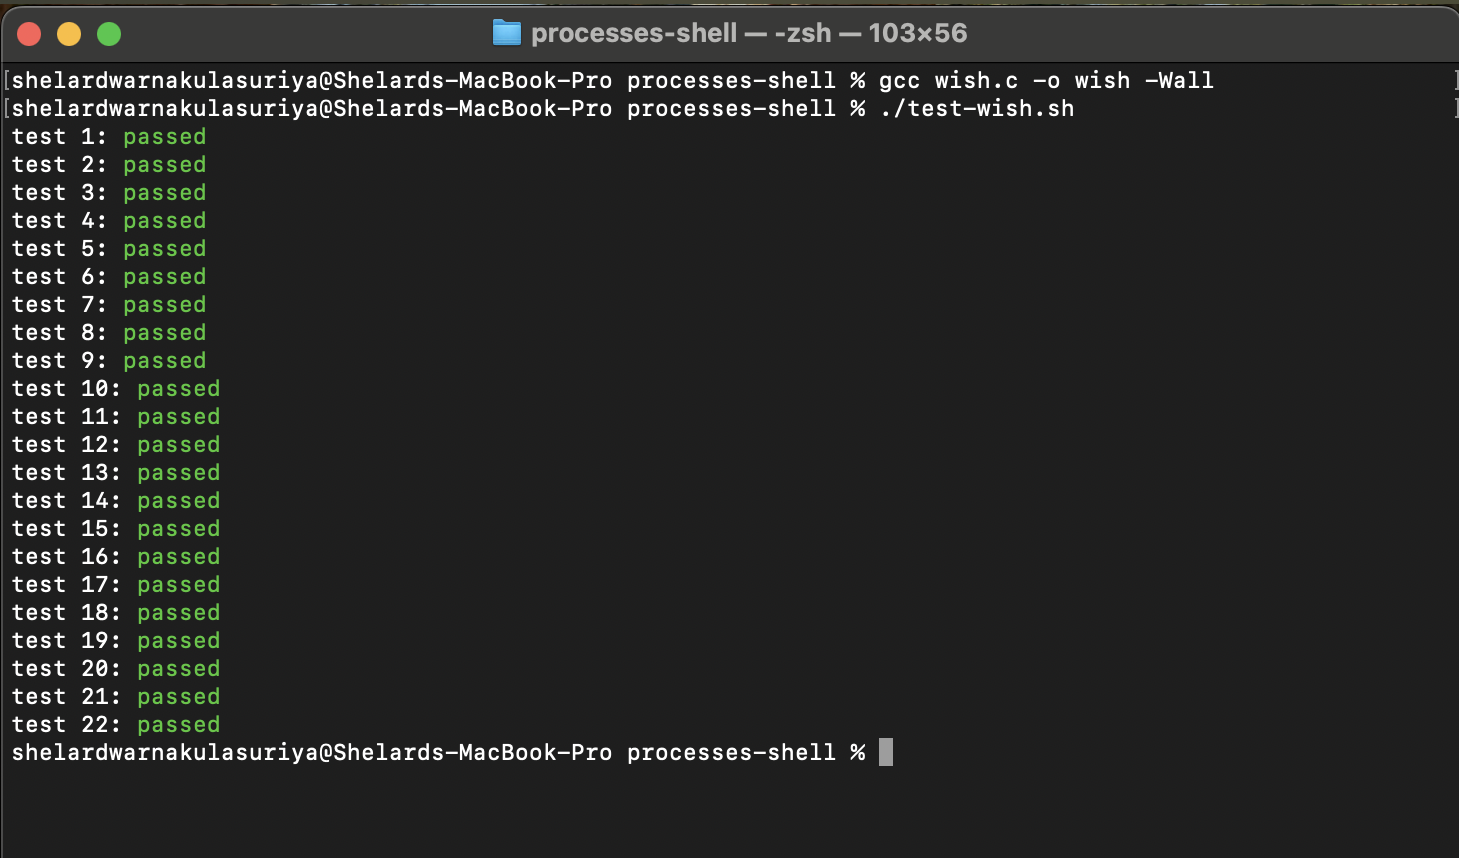 processes-shell — -zsh — 103×56
[shelardwarnakulasuriya@Shelards-MacBook-Pro processes-shell % gcc wish.c -o wish -Wall ]
[shelardwarnakulasuriya@Shelards-MacBook-Pro processes-shell % ./test-wish.sh ]
test 1: passed
test 2: passed
test 3: passed
test 4: passed
test 5: passed
test 6: passed
test 7: passed
test 8: passed
test 9: passed
test 10: passed
test 11: passed
test 12: passed
test 13: passed
test 14: passed
test 15: passed
test 16: passed
test 17: passed
test 18: passed
test 19: passed
test 20: passed
test 21: passed
test 22: passed
shelardwarnakulasuriya@Shelards-MacBook-Pro processes-shell %